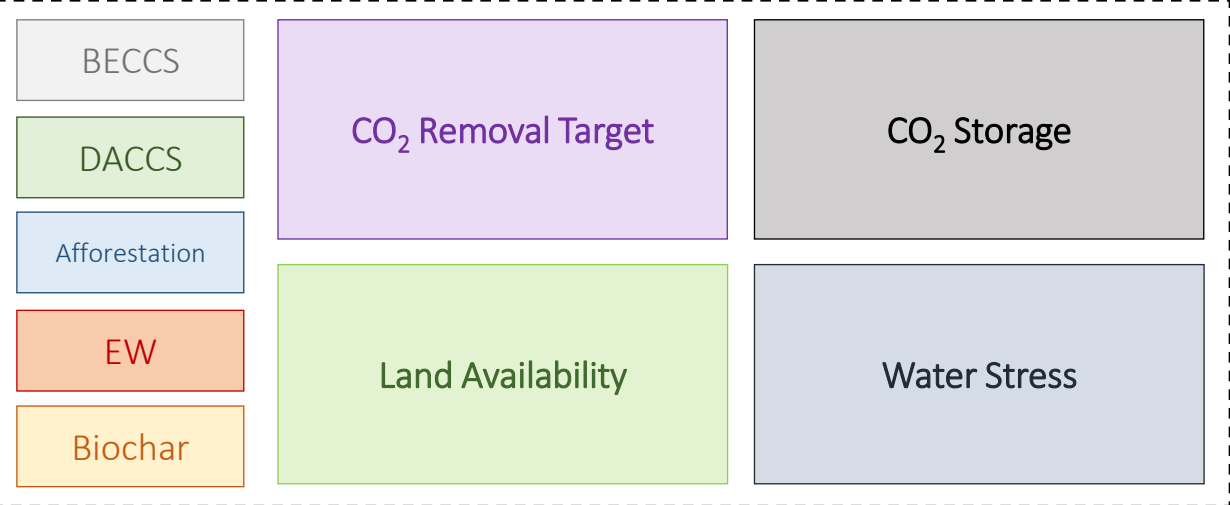 BECCS
DACCS
Afforestation
EW
Biochar
CO₂ Removal Target
CO₂ Storage
Land Availability
Water Stress